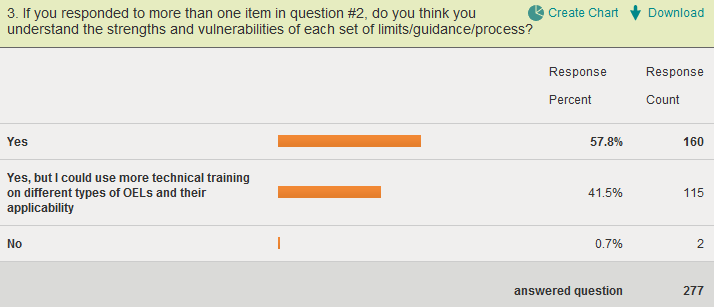 3. If you responded to more than one item in question #2, do you think you
understand the strengths and vulnerabilities of each set of limits/guidance/process?
Create Chart
Download
Response
Percent
Response
Count
Yes
57.8%
160
Yes, but I could use more technical training
on different types of OELs and their
applicability
41.5%
115
No
0.7%
2
answered question
277